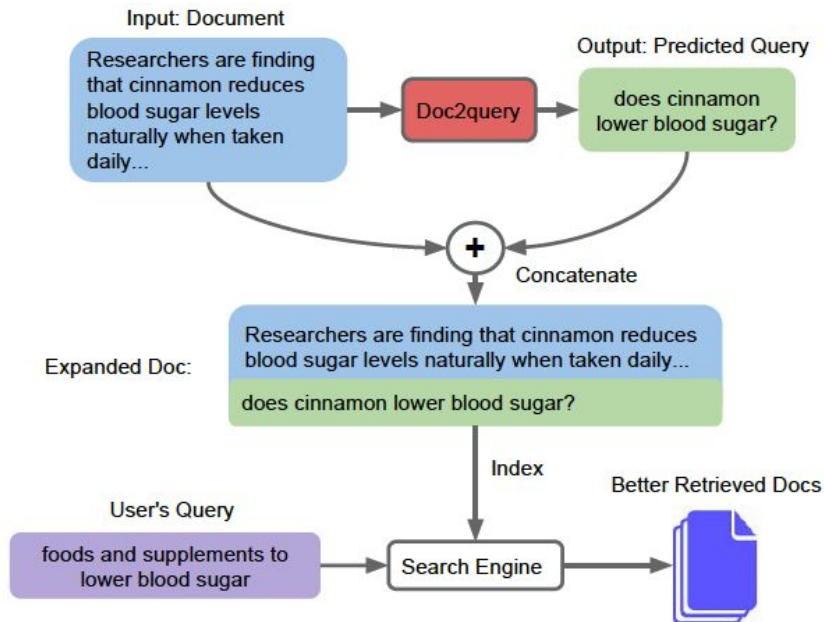 Input: Document
Researchers are finding
that cinnamon reduces
blood sugar levels
naturally when taken
daily...
Doc2query
Output: Predicted Query
does cinnamon
lower blood sugar?
+
Concatenate
Expanded Doc:
Researchers are finding that cinnamon reduces
blood sugar levels naturally when taken daily...
does cinnamon lower blood sugar?
Index
User's Query
foods and supplements to
lower blood sugar
Search Engine
Better Retrieved Docs